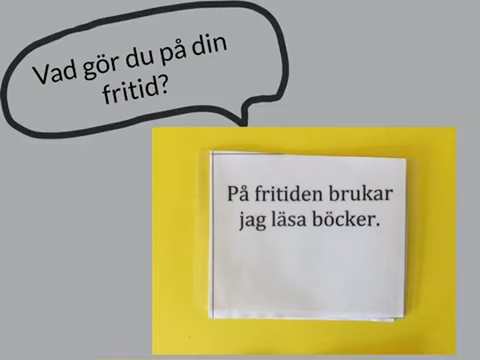 Vad gör du på din
fritid?
På fritiden brukar
jag läsa böcker.